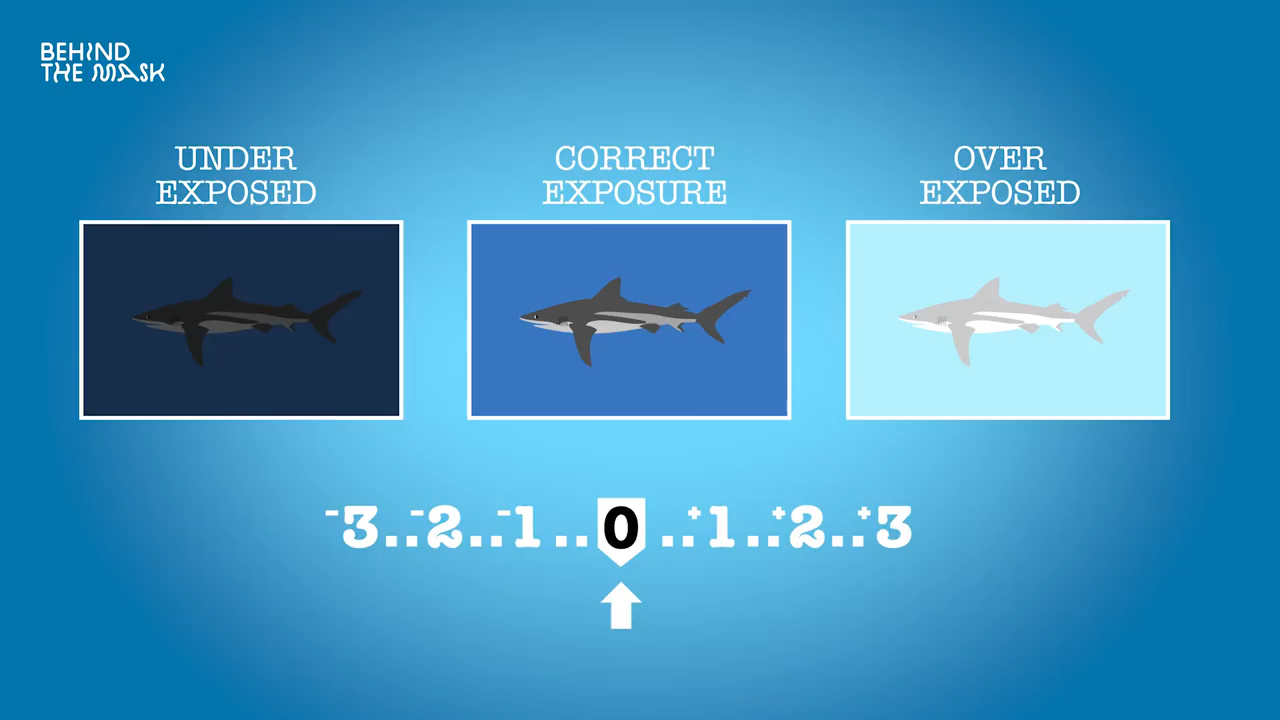 BEHIND
THE MASK
UNDER
EXPOSED
CORRECT
EXPOSURE
OVER
EXPOSED
-3..-2..-1..0..+1..+2..+3